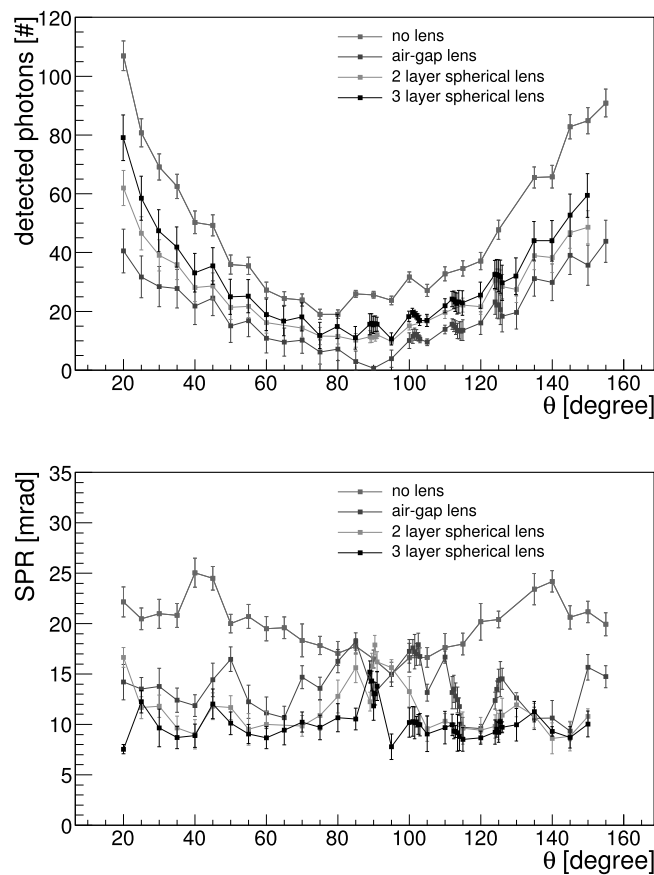 detected photons [#]
120
100
80
60
40
20
0
no lens
air-gap lens
2 layer spherical lens
3 layer spherical lens
20 40 60 80 100 120 140 160
θ [degree]
SPR [mrad]
35
30
25
20
15
10
5
0
no lens
air-gap lens
2 layer spherical lens
3 layer spherical lens
20 40 60 80 100 120 140 160
θ [degree]